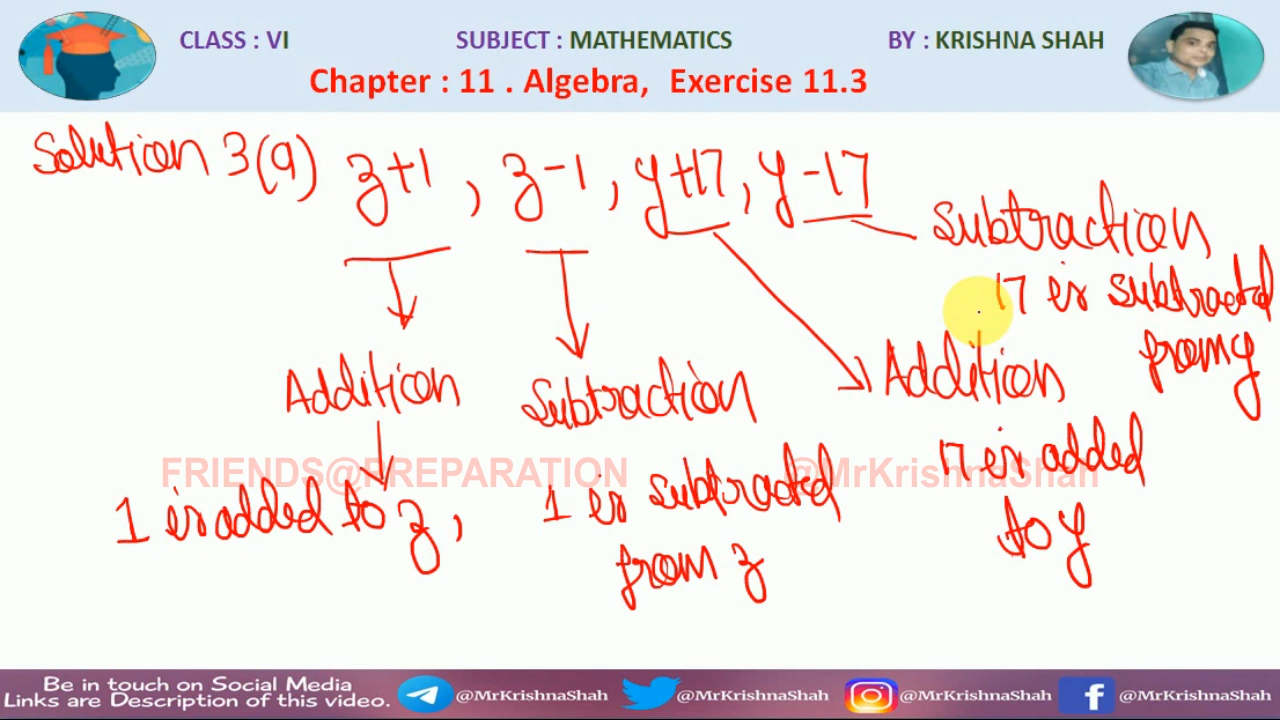 CLASS : VI
SUBJECT : MATHEMATICS
BY : KRISHNA SHAH
Chapter : 11 . Algebra, Exercise 11.3
Solution 3(a) z+1, z-1, y+17, y-17
Subtraction
17 is subtracted
from y
Addition
1 is added to z,
Subtraction
1 is subtracted
from z
Addition
17 is added
to y
FRIENDS@PREPARATION
@MrKrishnaShah
Be in touch on Social Media
Links are Description of this video.
@MrKrishnaShah
@MrKrishnaShah
@MrKrishnaShah
@MrKrishnaShah